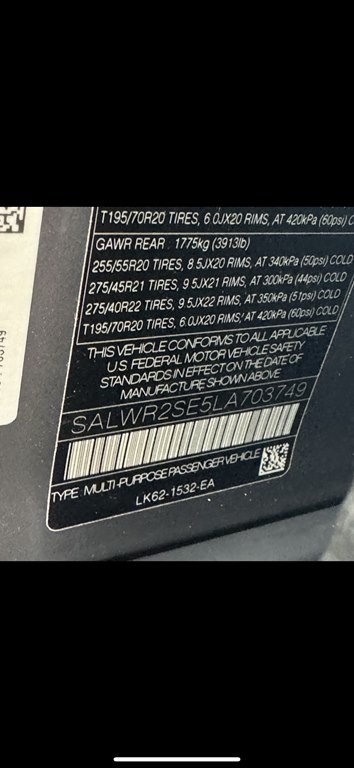 T195/70R20 TIRES, 6.0JX20 RIMS, AT 420kPa (60psi) C
GAWR REAR 1775kg (3913lb)
255/55R20 TIRES, 8.5JX20 RIMS, AT 340kPa (50psi) COLD
275/45R21 TIRES, 9.5JX21 RIMS, AT 300kPa (44psi) COLD
275/40R22 TIRES, 9.5JX22 RIMS, AT 350kPa (51psi) COLD
T195/70R20 TIRES, 6.0JX20 RIMS, AT 420kPa (60psi) COLD
THIS VEHICLE CONFORMS TO ALL APPLICABLE
U.S. FEDERAL MOTOR VEHICLE SAFETY
STANDARDS IN EFFECT ON THE DATE OF
MANUFACTURE SHOWN ABOVE
SALWR2SE5LA703749
TYPE MULTI-PURPOSE PASSENGER VEHICLE
LK62-1532-EA